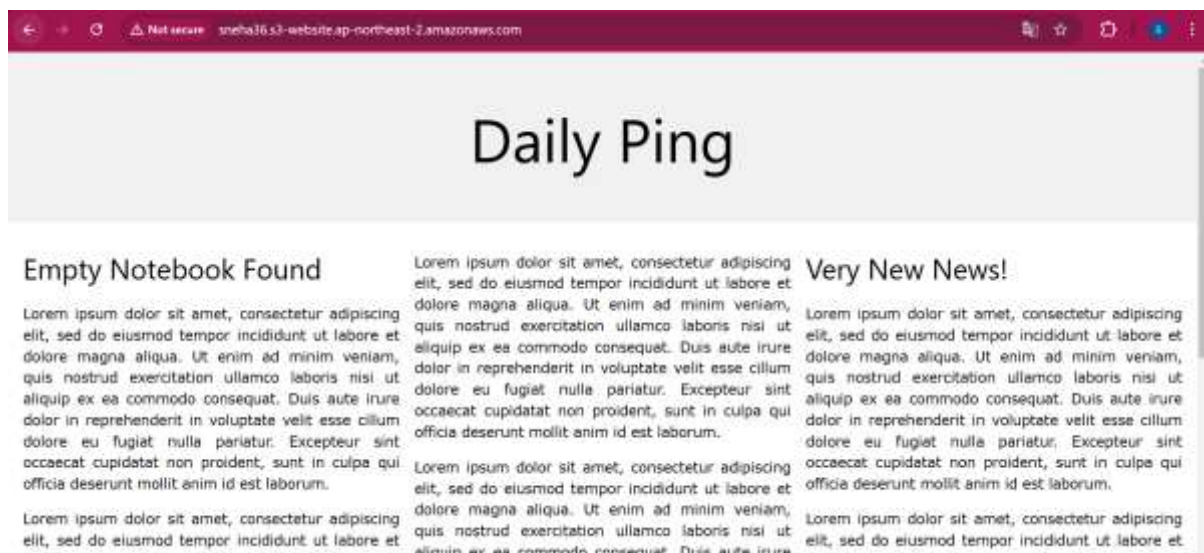 Not secure sneha36.s3-website.ap-northeast-2.amazonaws.com
Daily Ping
Empty Notebook Found
Lorem ipsum dolor sit amet, consectetur adipiscing
elit, sed do eiusmod tempor incididunt ut labore et
dolore magna aliqua. Ut enim ad minim veniam,
quis nostrud exercitation ullamco laboris nisi ut
aliquip ex ea commodo consequat. Duis aute irure
dolor in reprehenderit in voluptate velit esse cillum
dolore eu fugiat nulla pariatur. Excepteur sint
occaecat cupidatat non proident, sunt in culpa qui
officia deserunt mollit anim id est laborum.
Lorem ipsum dolor sit amet, consectetur adipiscing
elit, sed do eiusmod tempor incididunt ut labore et
Lorem ipsum dolor sit amet, consectetur adipiscing
elit, sed do eiusmod tempor incididunt ut labore et
dolore magna aliqua. Ut enim ad minim veniam,
quis nostrud exercitation ullamco laboris nisi ut
aliquip ex ea commodo consequat. Duis aute irure
dolor in reprehenderit in voluptate velit esse cillum
dolore eu fugiat nulla pariatur. Excepteur sint
occaecat cupidatat non proident, sunt in culpa qui
officia deserunt mollit anim id est laborum.
Lorem ipsum dolor sit amet, consectetur adipiscing
elit, sed do eiusmod tempor incididunt ut labore et
dolore magna aliqua. Ut enim ad minim veniam,
quis nostrud exercitation ullamco laboris nisi ut
aliquip ex ea commodo consequat. Duis aute irure
Very New News!
Lorem ipsum dolor sit amet, consectetur adipiscing
elit, sed do eiusmod tempor incididunt ut labore et
dolore magna aliqua. Ut enim ad minim veniam,
quis nostrud exercitation ullamco laboris nisi ut
aliquip ex ea commodo consequat. Duis aute irure
dolor in reprehenderit in voluptate velit esse cillum
dolore eu fugiat nulla pariatur. Excepteur sint
occaecat cupidatat non proident, sunt in culpa qui
officia deserunt mollit anim id est laborum.
Lorem ipsum dolor sit amet, consectetur adipiscing
elit, sed do eiusmod tempor incididunt ut labore et